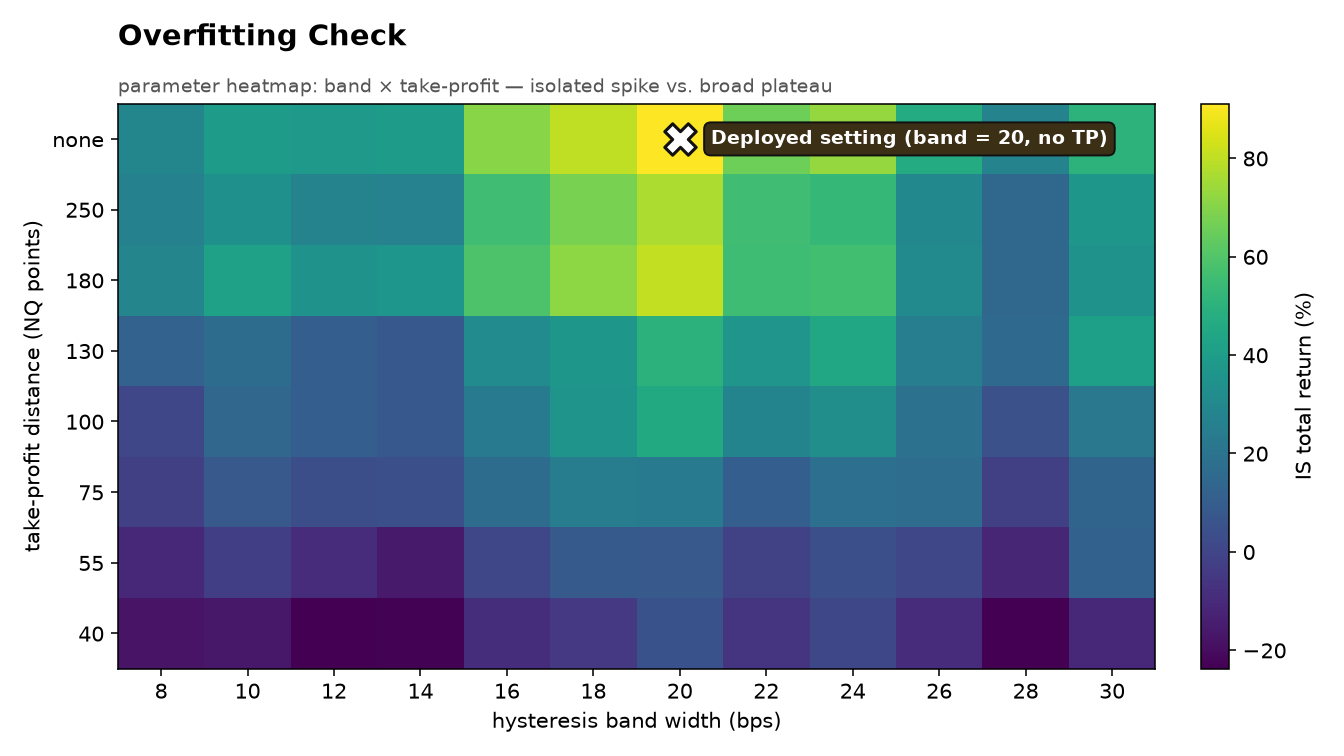 Overfitting Check
parameter heatmap: band × take-profit — isolated spike vs. broad plateau
none
250
180
130
100
75
55
40
take-profit distance (NQ points)
Deployed setting (band = 20, no TP)
8 10 12 14 16 18 20 22 24 26 28 30
hysteresis band width (bps)
80
60
40
20
0
−20
IS total return (%)